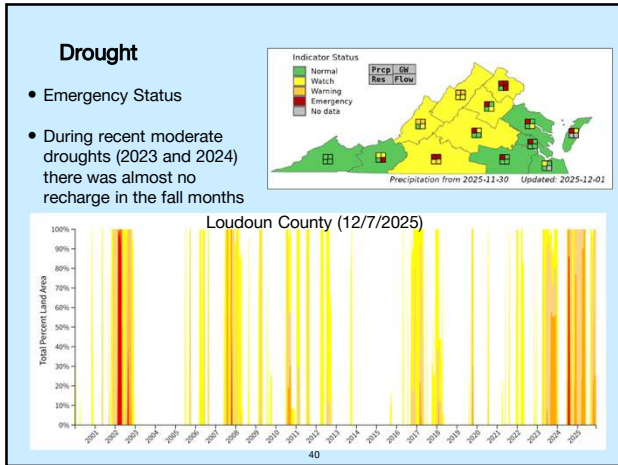 Drought
• Emergency Status
• During recent moderate
droughts (2023 and 2024)
there was almost no
recharge in the fall months
Indicator Status
Normal
Watch
Warning
Emergency
No data
Prcp GW
Res Flow
Precipitation from 2025-11-30 Updated: 2025-12-01
Loudoun County (12/7/2025)
Total Percent Land Area
100%
90%
80%
70%
60%
50%
40%
30%
20%
10%
0%
2001 2002 2003 2004 2005 2006 2007 2008 2009 2010 2011 2012 2013 2014 2015 2016 2017 2018 2019 2020 2021 2022 2023 2024 2025
40